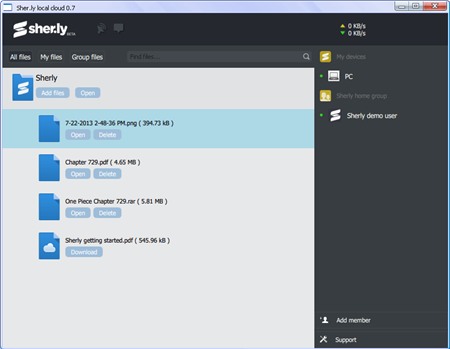 Sher.ly local cloud 0.7
sher.ly BETA
0 KB/s
0 KB/s
All files My files Group files Find files...
My devices
PC
Sherly home group
Sherly demo user
Sherly
Add files Open
7-22-2013 2-48-36 PM.png ( 394.73 kB )
Open Delete
Chapter 729.pdf ( 4.65 MB )
Open Delete
One Piece Chapter 729.rar ( 5.81 MB )
Open Delete
Sherly getting started.pdf ( 545.96 kB )
Download
Add member
Support